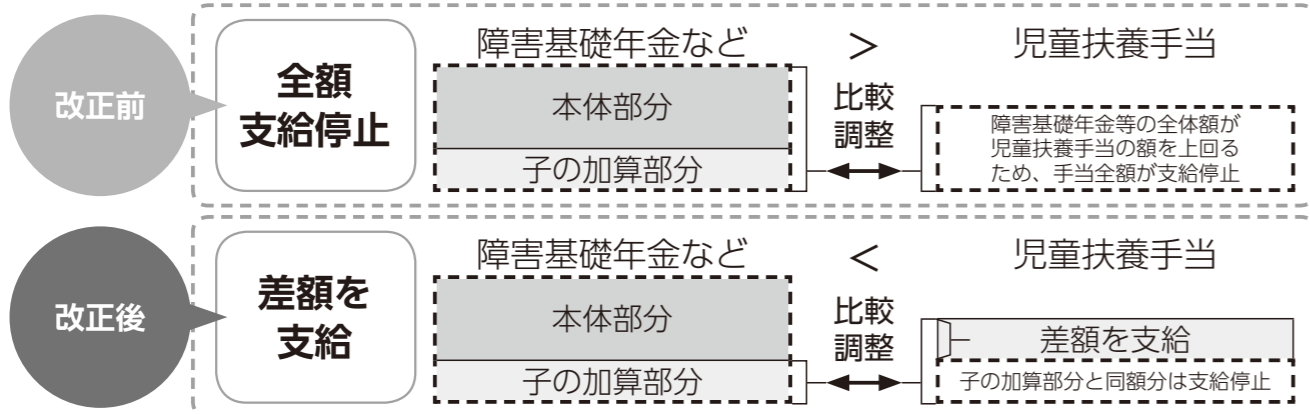 改正前
全額
支給停止
障害基礎年金など
本体部分
子の加算部分
＞
比較
調整
児童扶養手当
障害基礎年金等の全体額が
児童扶養手当の額を上回る
ため、手当全額が支給停止
改正後
差額を
支給
障害基礎年金など
本体部分
子の加算部分
＜
比較
調整
児童扶養手当
差額を支給
子の加算部分と同額分は支給停止